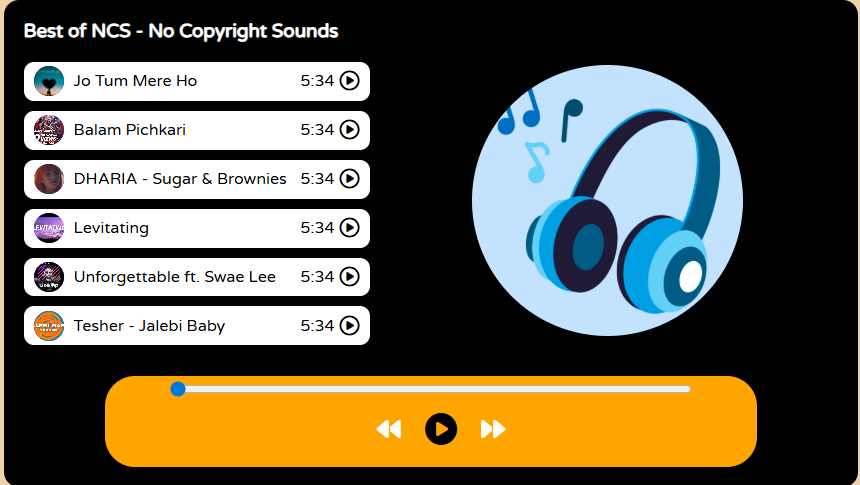 Best of NCS - No Copyright Sounds
Jo Tum Mere Ho 5:34
Balam Pichkari 5:34
DHARIA - Sugar & Brownies 5:34
Levitating 5:34
Unforgettable ft. Swae Lee 5:34
Tesher - Jalebi Baby 5:34